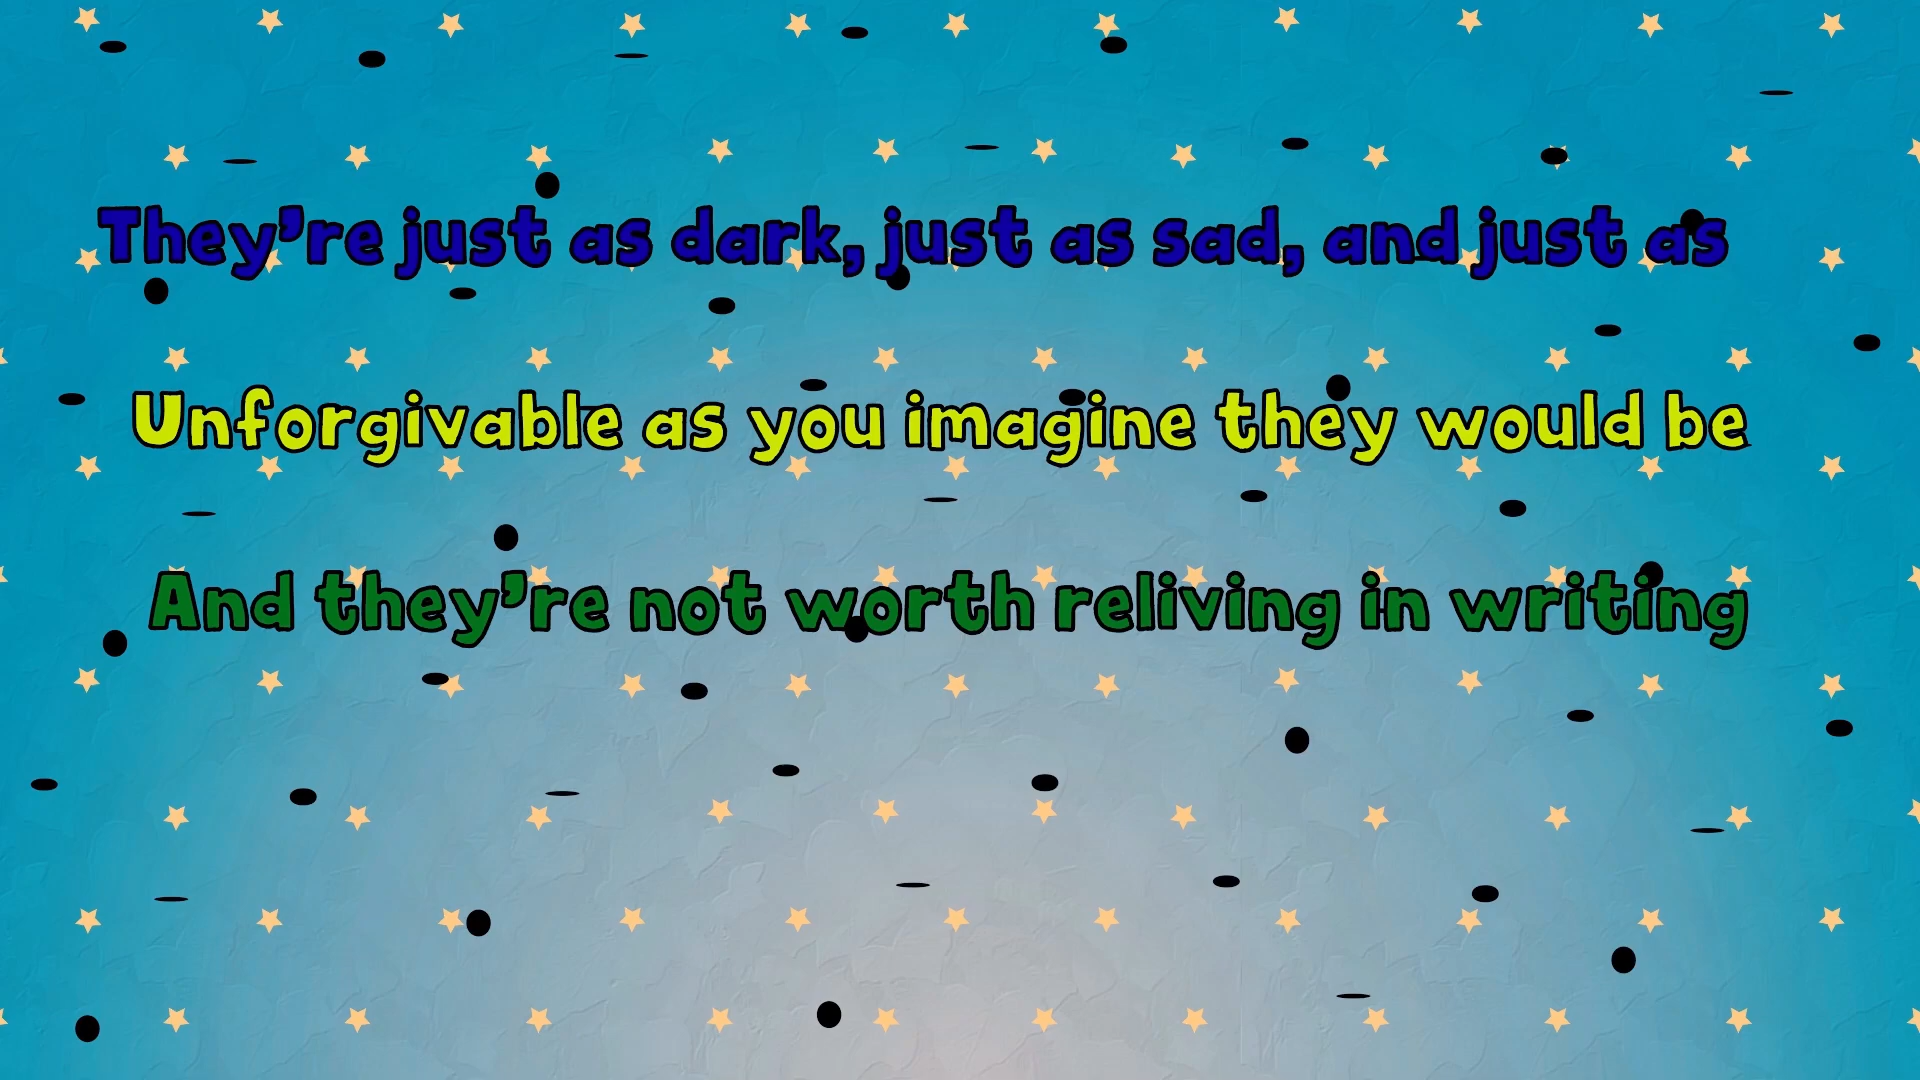 They’re just as dark, just as sad, and just as
Unforgivable as you imagine they would be
And they’re not worth reliving in writing